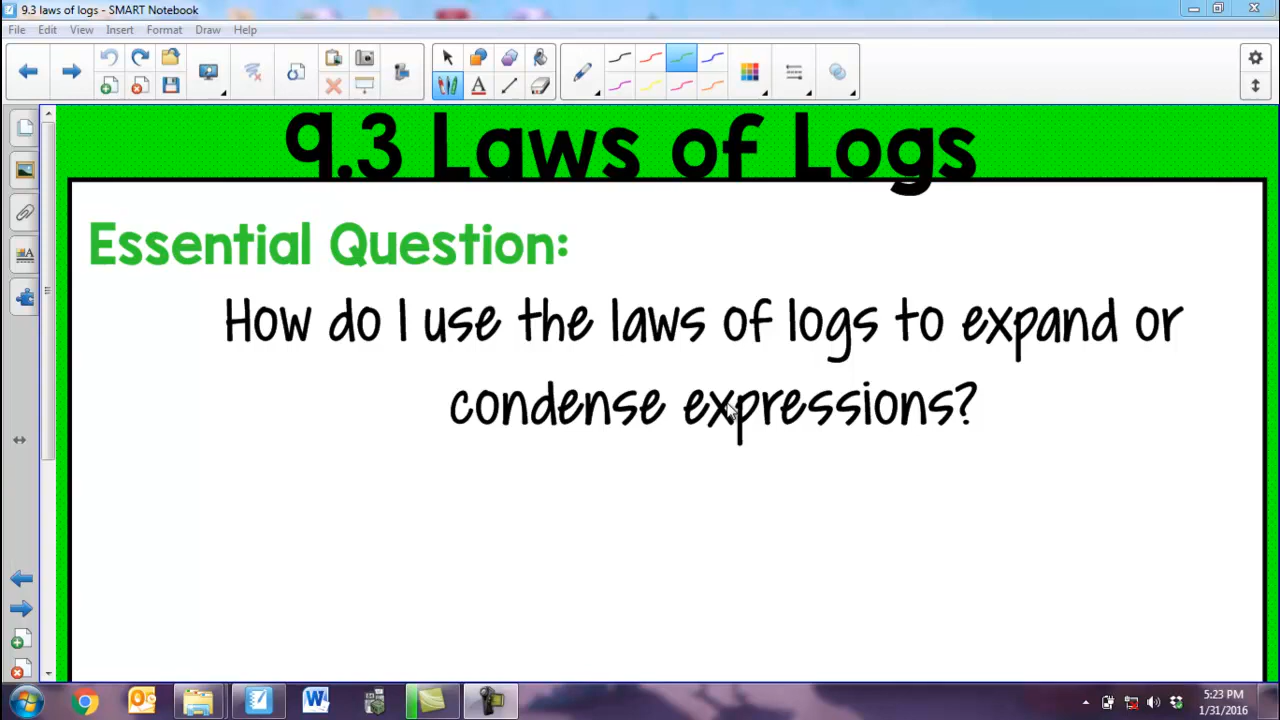 9.3 laws of logs - SMART Notebook
File Edit View Insert Format Draw Help
9.3 Laws of Logs
Essential Question:
How do I use the laws of logs to expand or
condense expressions?
5:23 PM
1/31/2016